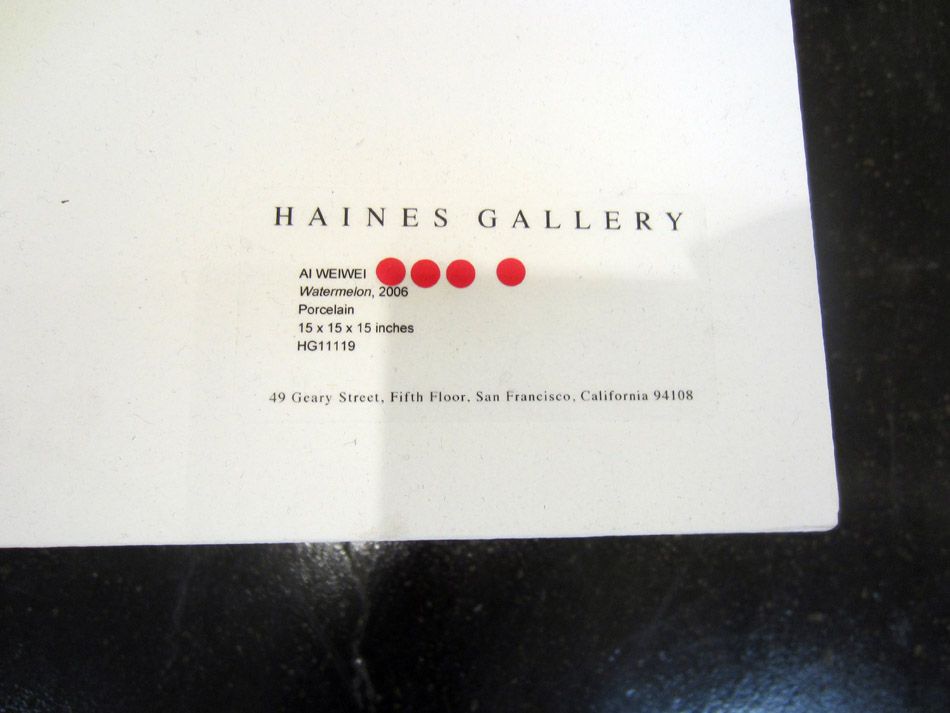 HAINES GALLERY
AI WEIWEI
Watermelon, 2006
Porcelain
15 x 15 x 15 inches
HG11119
49 Geary Street, Fifth Floor, San Francisco, California 94108